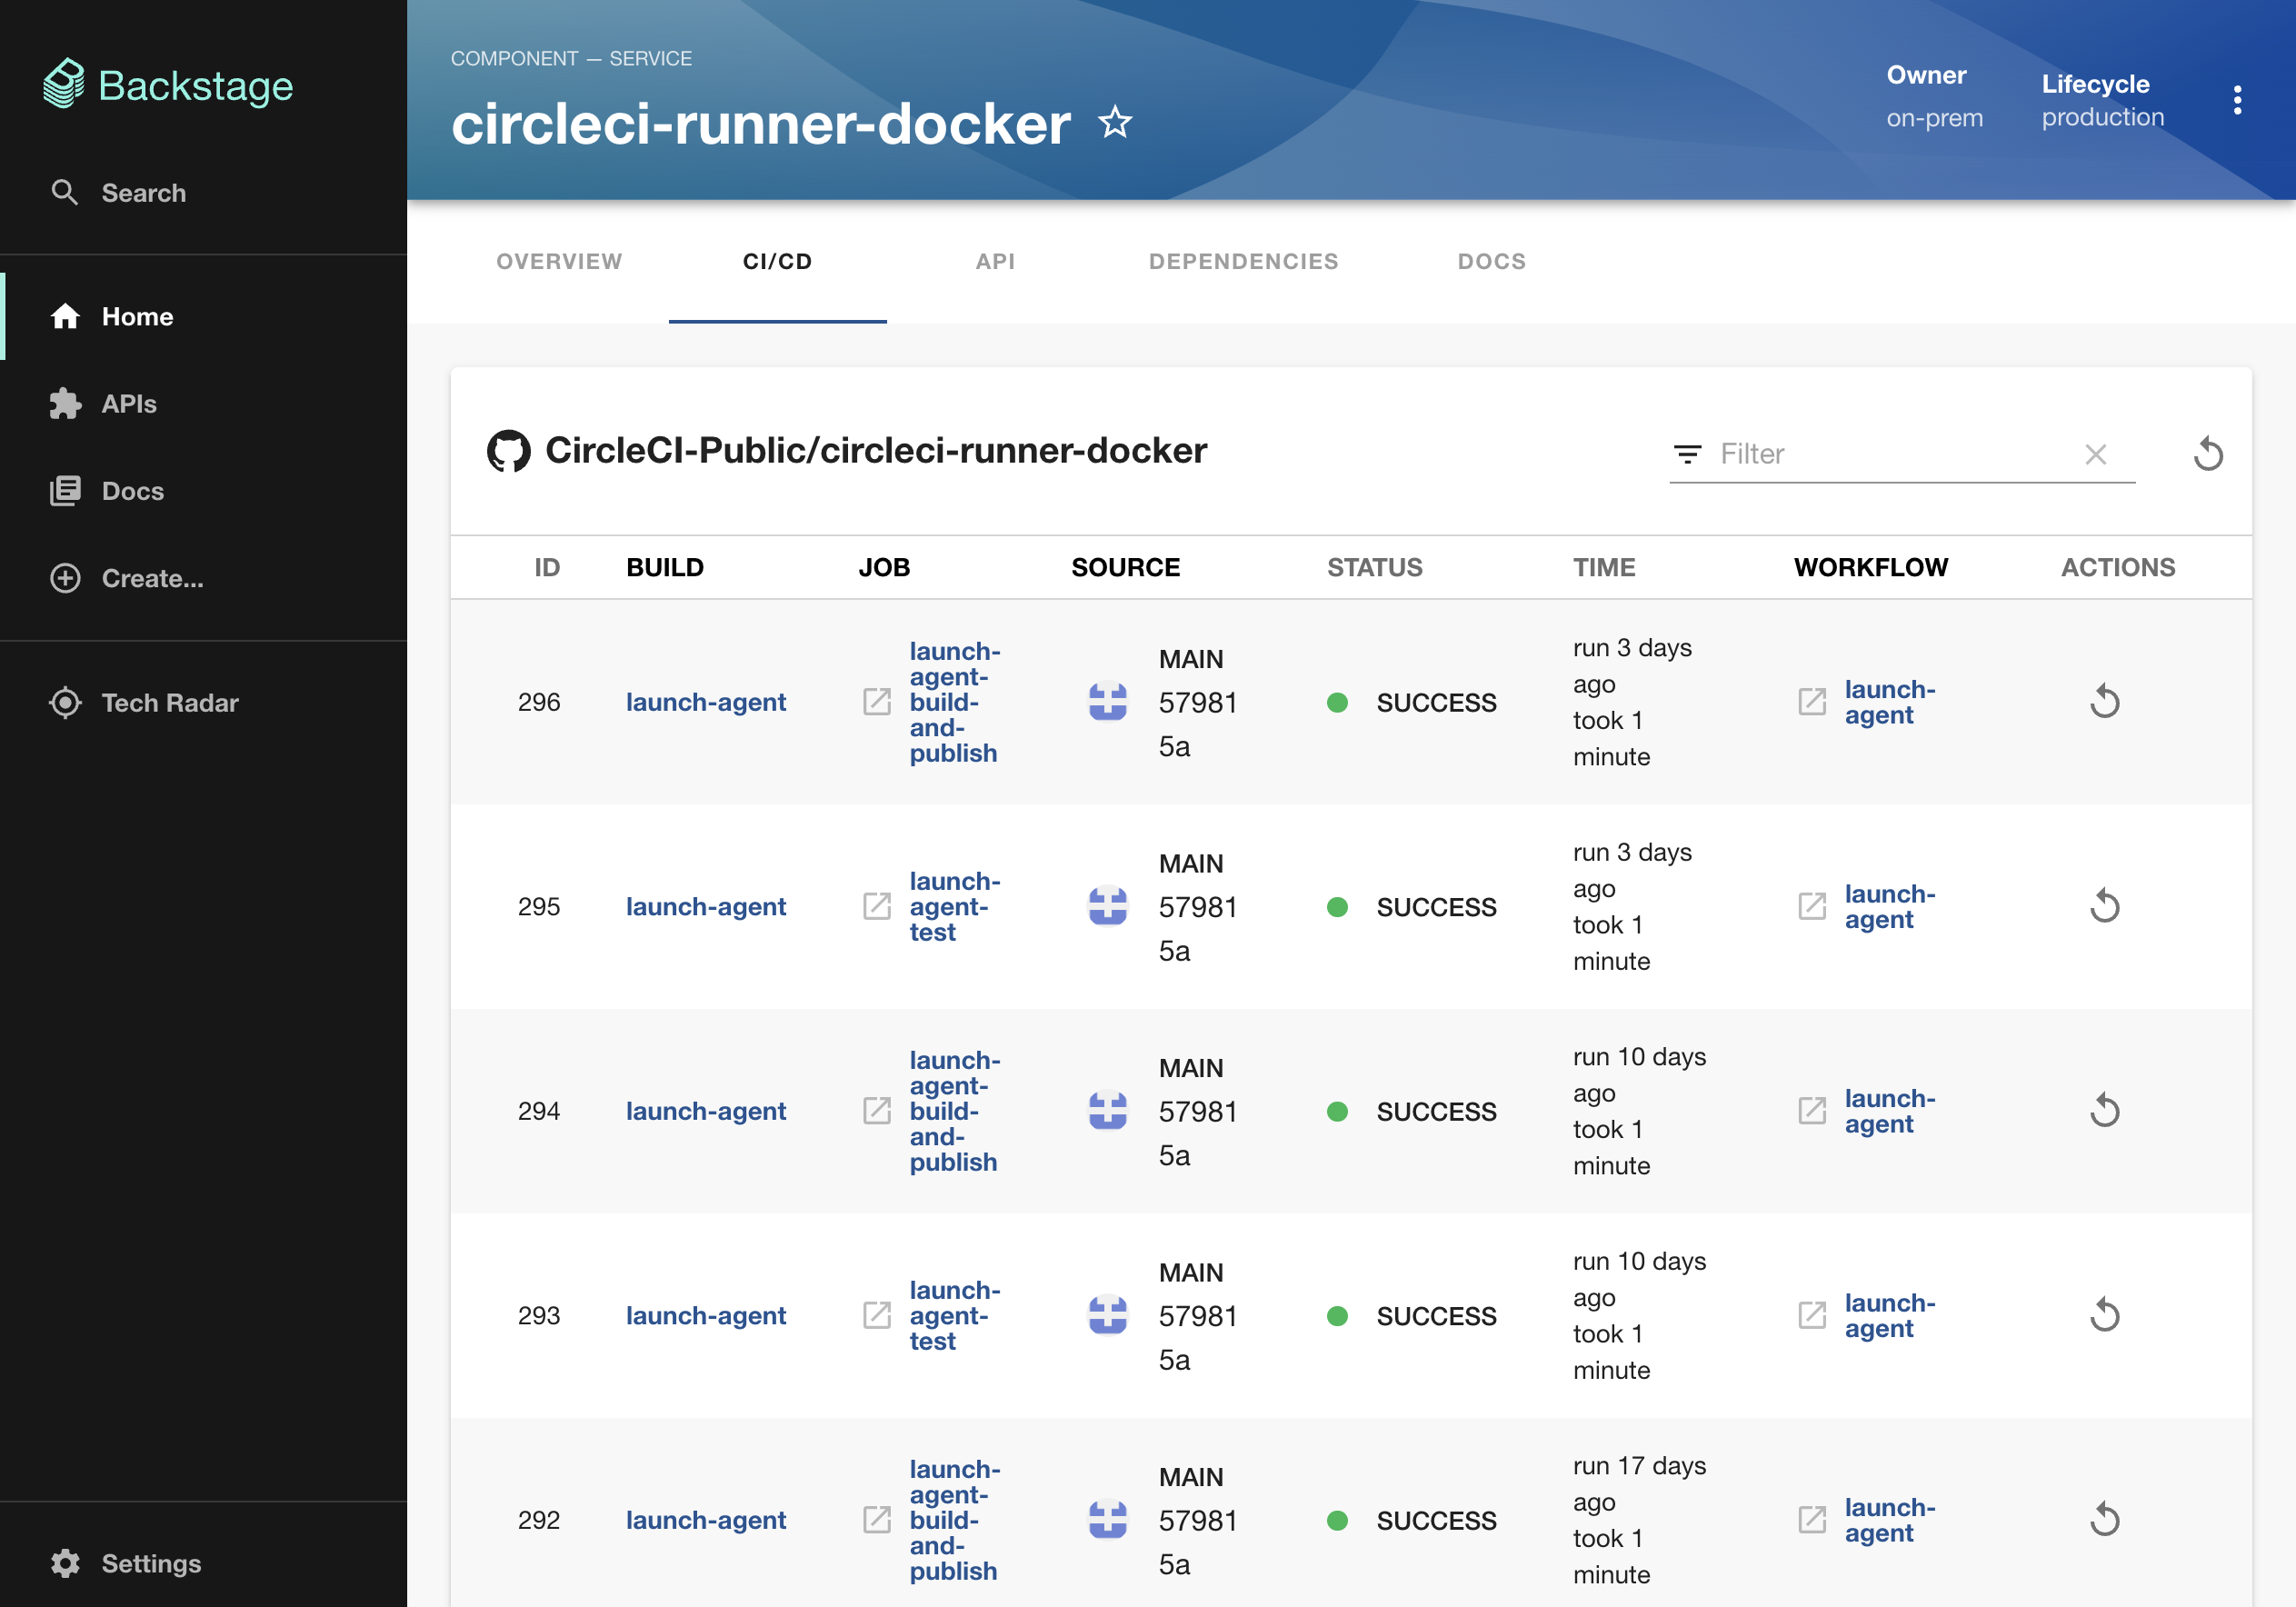 Backstage
Search
Home
APIs
Docs
Create...
Tech Radar
Settings
COMPONENT — SERVICE
circleci-runner-docker
Owner
on-prem
Lifecycle
production
OVERVIEW
CI/CD
API
DEPENDENCIES
DOCS
CircleCI-Public/circleci-runner-docker
Filter
ID BUILD JOB SOURCE STATUS TIME WORKFLOW ACTIONS
296
launch-agent
launch-
agent-
build-
and-
publish
MAIN
57981
5a
SUCCESS
run 3 days
ago
took 1
minute
launch-
agent
295
launch-agent
launch-
agent-
test
MAIN
57981
5a
SUCCESS
run 3 days
ago
took 1
minute
launch-
agent
294
launch-agent
launch-
agent-
build-
and-
publish
MAIN
57981
5a
SUCCESS
run 10 days
ago
took 1
minute
launch-
agent
293
launch-agent
launch-
agent-
test
MAIN
57981
5a
SUCCESS
run 10 days
ago
took 1
minute
launch-
agent
292
launch-agent
launch-
agent-
build-
and-
publish
MAIN
57981
5a
SUCCESS
run 17 days
ago
took 1
minute
launch-
agent